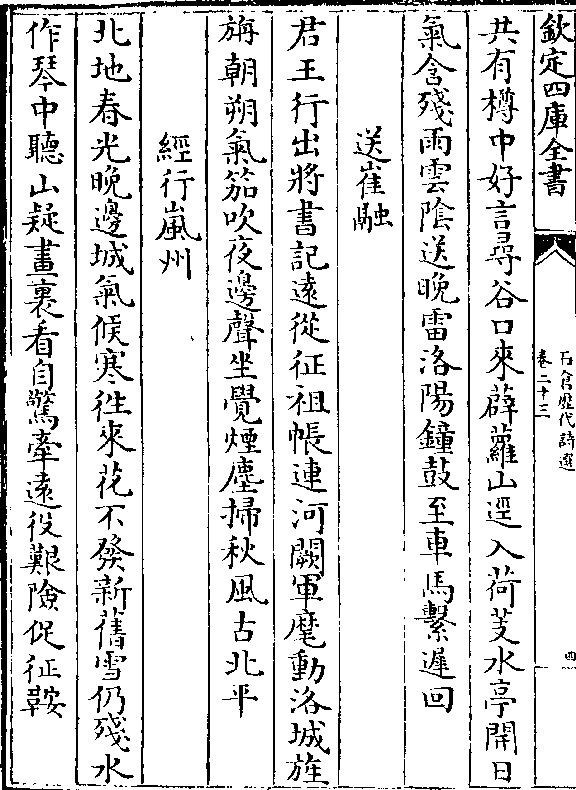 欽定四庫全書
石倉歷代詩選
卷二十三
四
共有樽中好言尋谷口來薜蘿山逕入荷芰水亭開日
氣含殘雨雲陰送晚雷洛陽鐘鼓至車馬繫遲回
送崔融
君王行出將書記遠從征祖帳連河闕軍麾動洛城旌
旃朝朔氣笳吹夜邊聲坐覺煙塵掃秋風古北平
經行嵐州
北地春光晚邊城氣候寒徃來花不發新舊雪仍殘水
作琴中聽山疑畫裏看自驚牽遠役艱險促征鞍